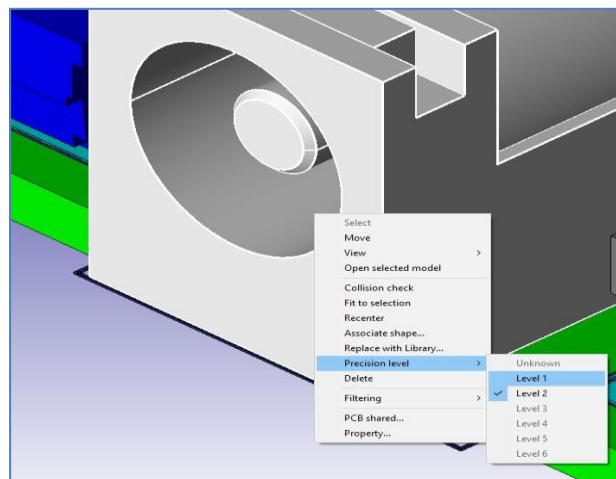 Select
Move
View
Open selected model
Collision check
Fit to selection
Recenter
Associate shape...
Replace with Library...
Precision level
Delete
Filtering
PCB shared...
Property...
Unknown
Level 1
Level 2
Level 3
Level 4
Level 5
Level 6